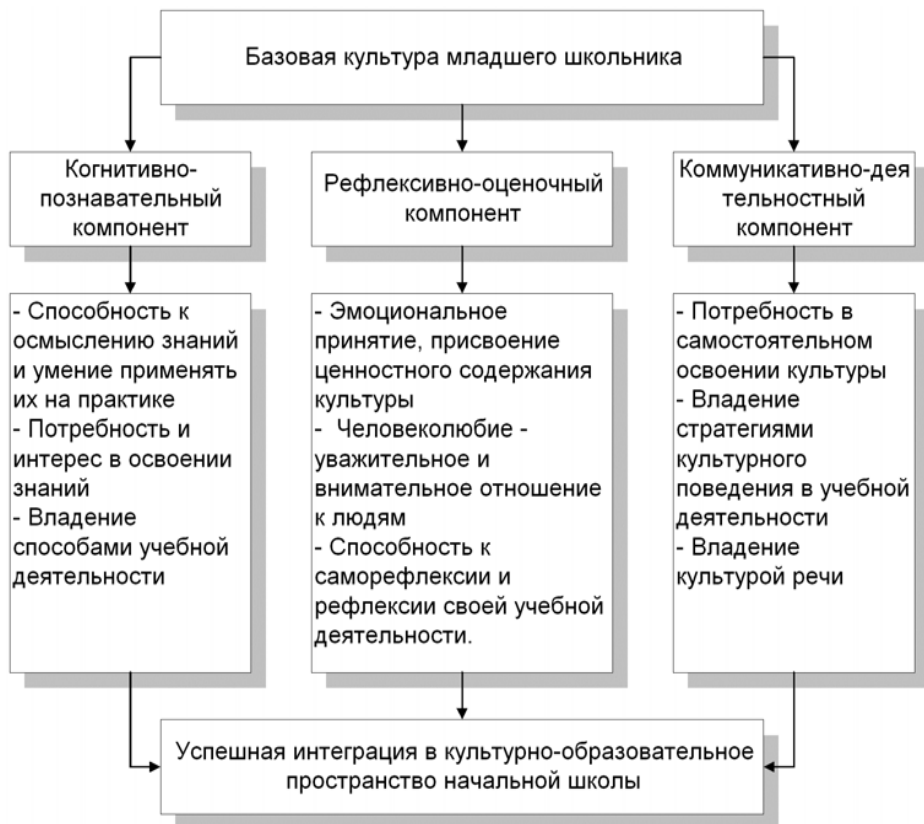 Базовая культура младшего школьника
Когнитивно-
познавательный
компонент
Рефлексивно-оценочный
компонент
Коммуникативно-дея
тельностный
компонент
- Способность к
осмыслению знаний
и умение применять
их на практике
- Потребность и
интерес в освоении
знаний
- Владение
способами учебной
деятельности
- Эмоциональное
принятие, присвоение
ценностного содержания
культуры
- Человеколюбие -
уважительное и
внимательное отношение
к людям
- Способность к
саморефлексии и
рефлексии своей учебной
деятельности.
- Потребность в
самостоятельном
освоении культуры
- Владение
стратегиями
культурного
поведения в учебной
деятельности
- Владение
культурой речи
Успешная интеграция в культурно-образовательное
пространство начальной школы